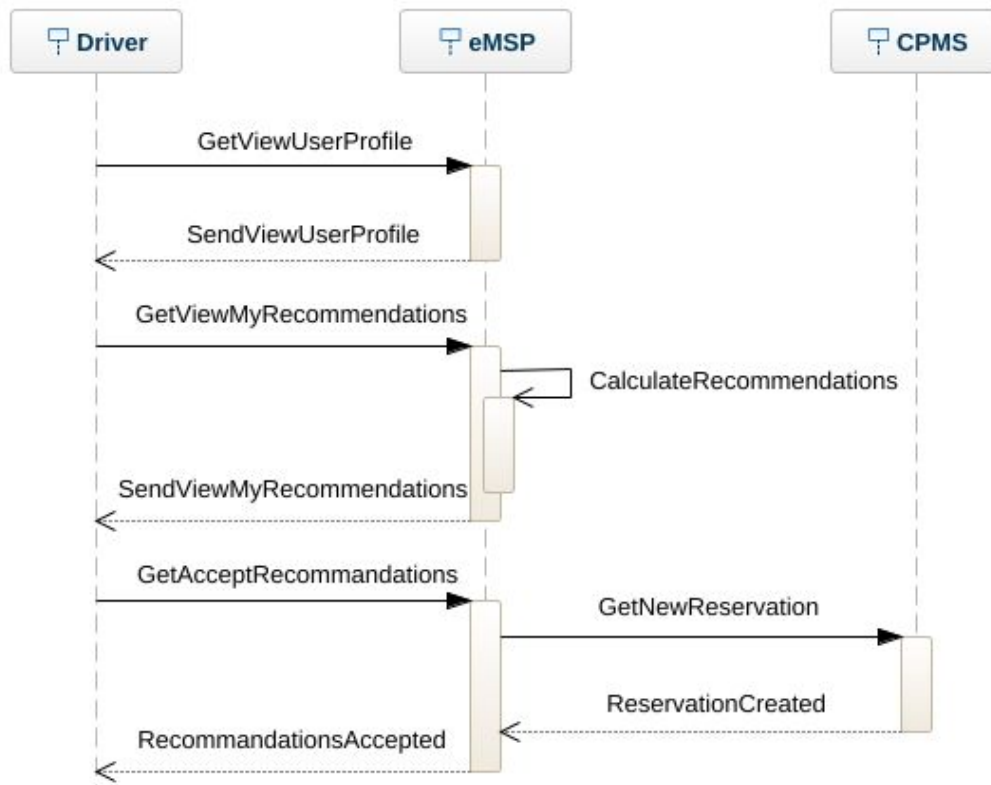 Driver
eMSP
CPMS
GetViewUserProfile
SendViewUserProfile
GetViewMyRecommendations
CalculateRecommendations
SendViewMyRecommendations
GetAcceptRecommandations
GetNewReservation
ReservationCreated
RecommandationsAccepted